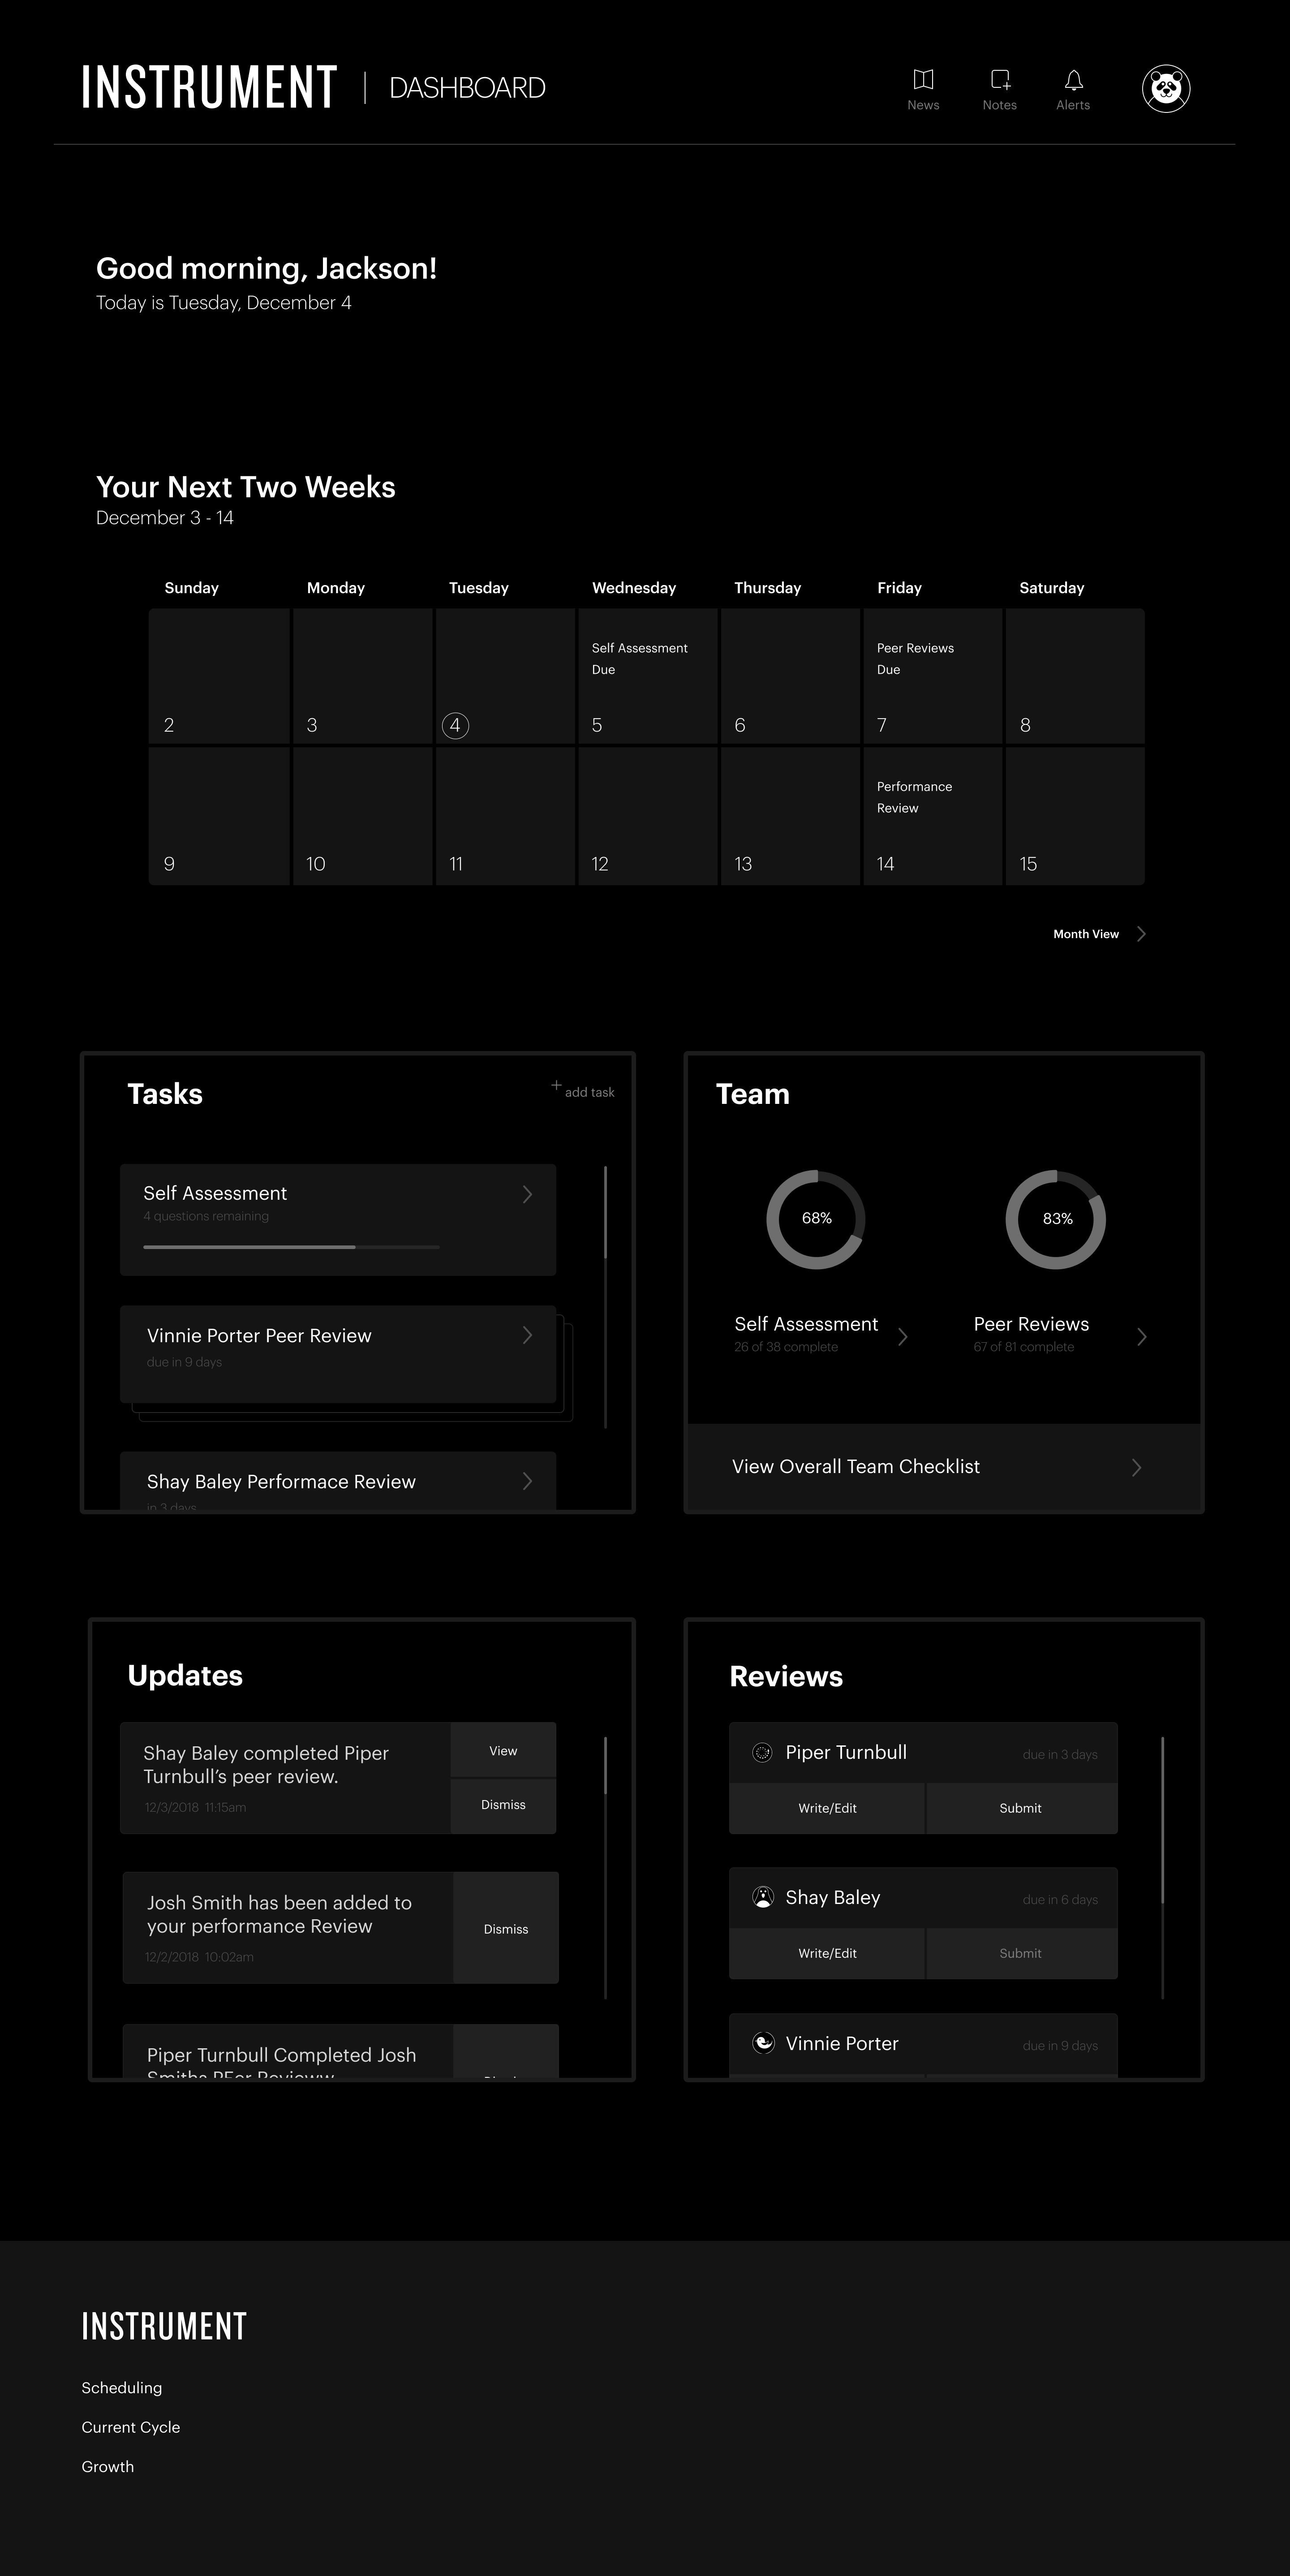 INSTRUMENT | DASHBOARD
News
Notes
Alerts
Good morning, Jackson!
Today is Tuesday, December 4
Your Next Two Weeks
December 3 - 14
Sunday
Monday
Tuesday
Wednesday
Thursday
Friday
Saturday
Self Assessment
Due
Peer Reviews
Due
2
3
4
5
6
7
8
Performance
Review
9
10
11
12
13
14
15
Month View
Tasks
+ add task
Self Assessment
4 questions remaining
Vinnie Porter Peer Review
due in 9 days
Shay Baley Performace Review
in 3 days
Team
68%
83%
Self Assessment
26 of 38 complete
Peer Reviews
67 of 81 complete
View Overall Team Checklist
Updates
Shay Baley completed Piper
Turnbull’s peer review.
12/3/2018 11:15am
View
Dismiss
Josh Smith has been added to
your performance Review
12/2/2018 10:02am
Dismiss
Piper Turnbull Completed Josh
Smiths PEer Revieww
Reviews
Piper Turnbull
due in 3 days
Write/Edit
Submit
Shay Baley
due in 6 days
Write/Edit
Submit
Vinnie Porter
due in 9 days
INSTRUMENT
Scheduling
Current Cycle
Growth